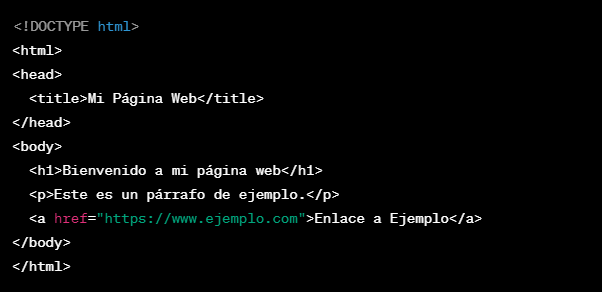 <!DOCTYPE html>
<html>
<head>
  <title>Mi Página Web</title>
</head>
<body>
  <h1>Bienvenido a mi página web</h1>
  <p>Este es un párrafo de ejemplo.</p>
  <a href="https://www.ejemplo.com">Enlace a Ejemplo</a>
</body>
</html>